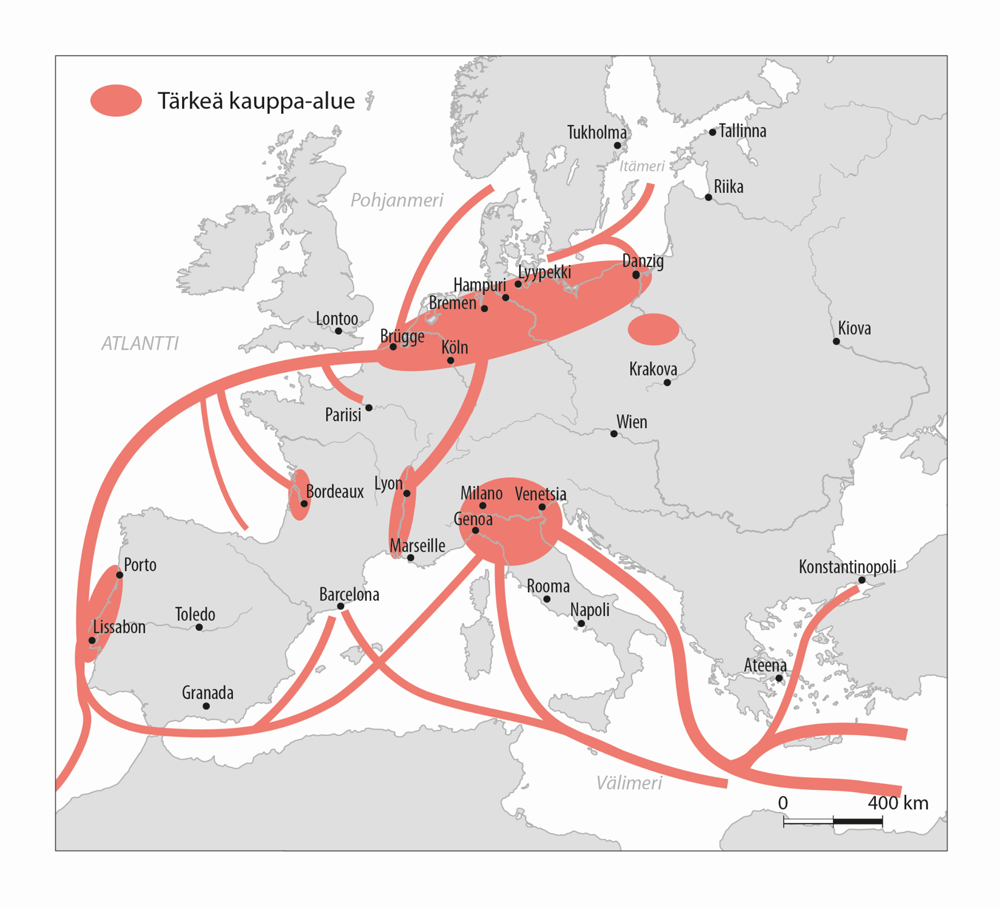 Tärkeä kauppa-alue
Tukholma
Tallinna
Itämeri
Riika
Pohjanmeri
Danzig
Lyypekki
Hampuri
Bremen
Lontoo
Kiova
Brügge
ATLANTTI
Köln
Krakova
Pariisi
Wien
Lyon
Bordeaux
Milano
Venetsia
Genoa
Marseille
Porto
Konstantinopoli
Rooma
Barcelona
Napoli
Toledo
Lissabon
Ateena
Granada
Välimeri
0 400 km